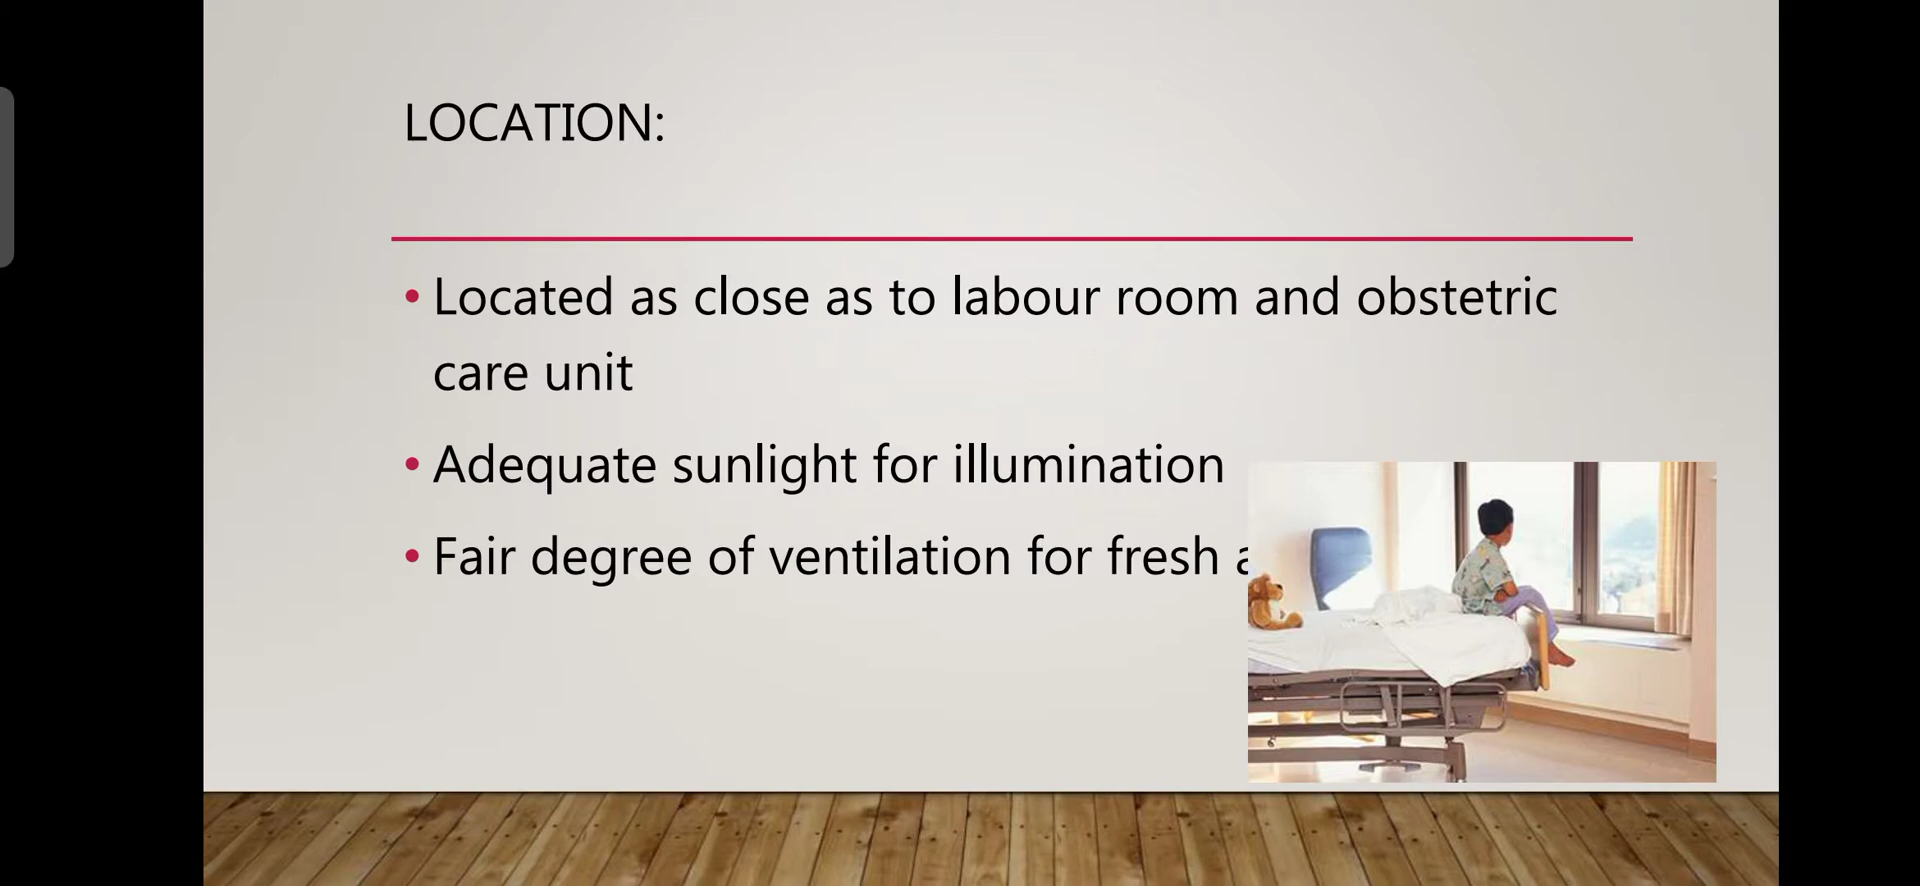 LOCATION:
• Located as close as to labour room and obstetric
care unit
• Adequate sunlight for illumination
• Fair degree of ventilation for fresh